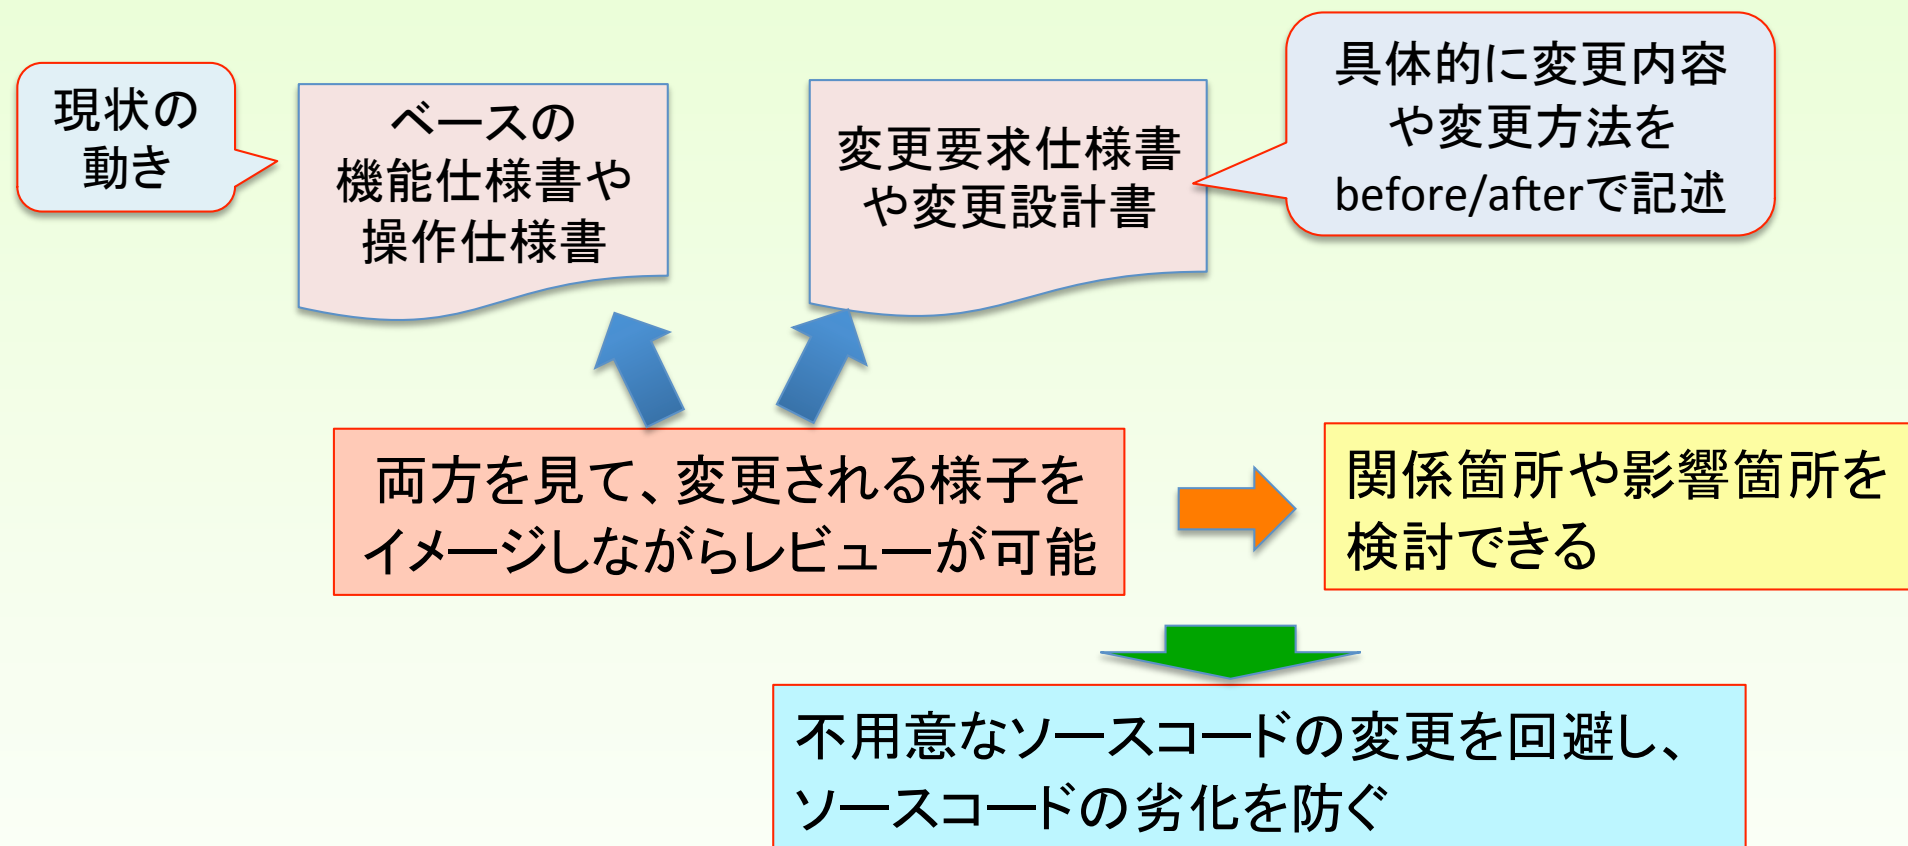 現状の
動き
ベースの
機能仕様書や
操作仕様書
変更要求仕様書
や変更設計書
具体的に変更内容
や変更方法を
before/afterで記述
両方を見て、変更される様子を
イメージしながらレビューが可能
関係箇所や影響箇所を
検討できる
不用意なソースコードの変更を回避し、
ソースコードの劣化を防ぐ